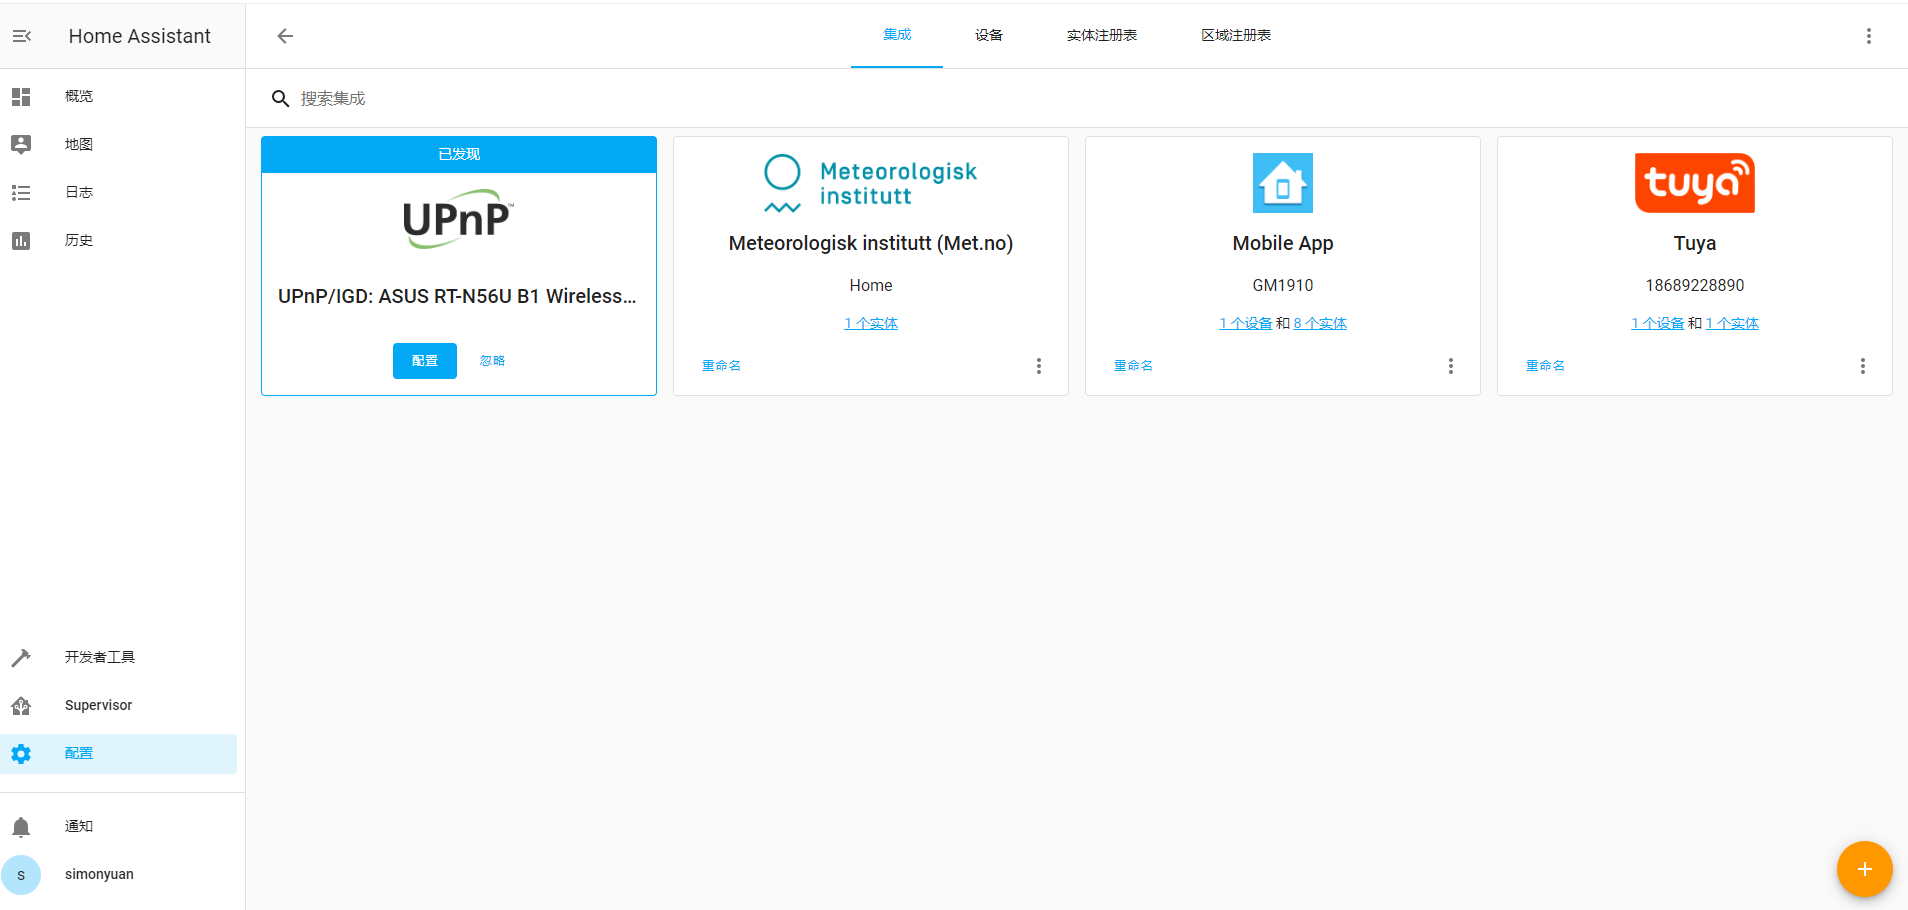 Home Assistant
集成
设备
实体注册表
区域注册表
概览
地图
日志
历史
搜索集成
已发现
UPnP™
UPnP/IGD: ASUS RT-N56U B1 Wireless...
配置
忽略
Meteorologisk
institutt
Meteorologisk institutt (Met.no)
Home
1 个实体
重命名
Mobile App
GM1910
1 个设备 和 8 个实体
重命名
tuya
Tuya
18689228890
1 个设备 和 1 个实体
重命名
开发者工具
Supervisor
配置
通知
S
simonyuan